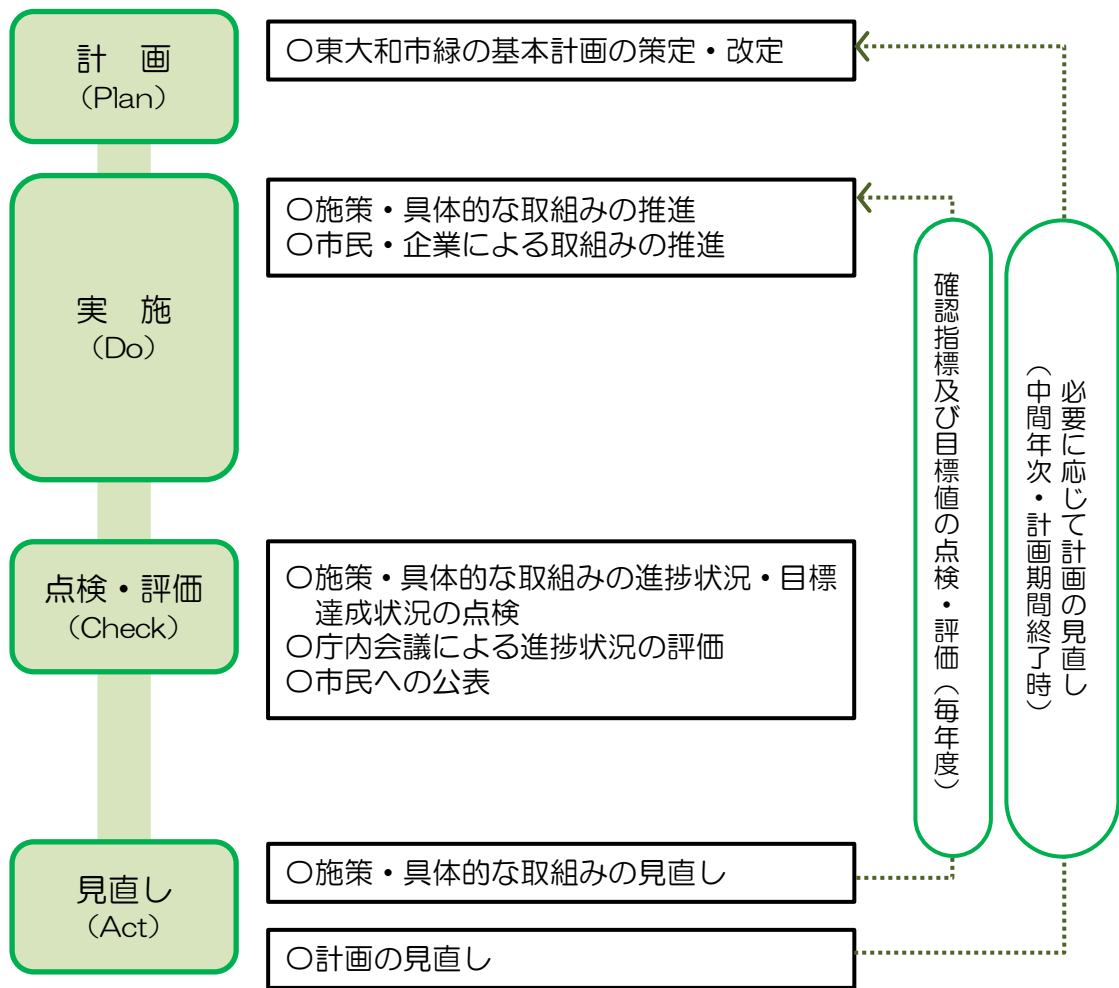 計　画
（Plan）
〇東大和市緑の基本計画の策定・改定
実　施
（Do）
〇施策・具体的な取組みの推進
〇市民・企業による取組みの推進
点検・評価
（Check）
〇施策・具体的な取組みの進捗状況・目標
達成状況の点検
〇庁内会議による進捗状況の評価
〇市民への公表
見直し
（Act）
〇施策・具体的な取組みの見直し
〇計画の見直し
確認指標及び目標値の点検・評価（毎年度）
必要に応じて計画の見直し
（中間年次・計画期間終了時）